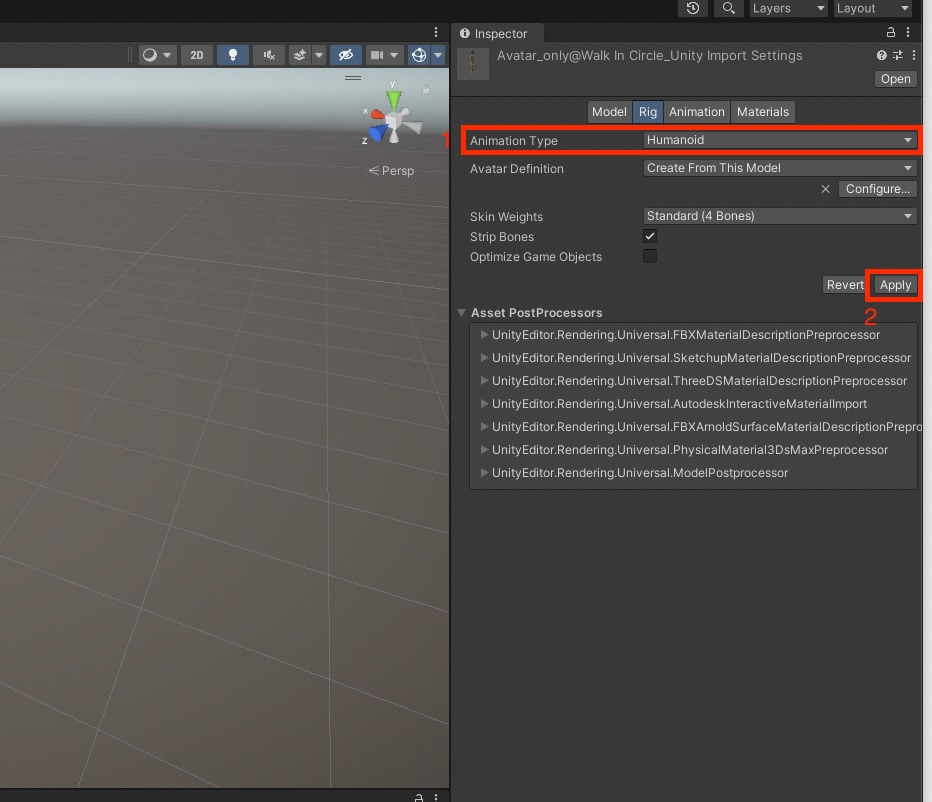 Layers Layout
Inspector
Avatar_only@Walk In Circle_Unity Import Settings
Open
2D
y
x
z
Persp
Model Rig Animation Materials
1
Animation Type Humanoid
Avatar Definition Create From This Model
Configure...
Skin Weights Standard (4 Bones)
Strip Bones
Optimize Game Objects
Revert Apply
2
Asset PostProcessors
UnityEditor.Rendering.Universal.FBXMaterialDescriptionPreprocessor
UnityEditor.Rendering.Universal.SketchupMaterialDescriptionPreprocessor
UnityEditor.Rendering.Universal.ThreeDSMaterialDescriptionPreprocessor
UnityEditor.Rendering.Universal.AutodeskInteractiveMaterialImport
UnityEditor.Rendering.Universal.FBXArnoldSurfaceMaterialDescriptionPrepro
UnityEditor.Rendering.Universal.PhysicalMaterial3DsMaxPreprocessor
UnityEditor.Rendering.Universal.ModelPostprocessor